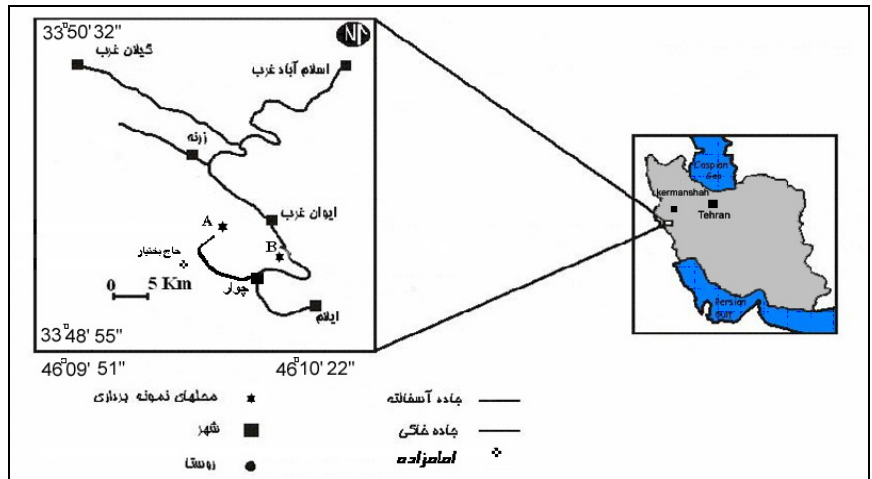 33° 50' 32"
N
گیلان غرب
اسلام آباد غرب
زرنه
ایوان غرب
A
B
حاج بختیار
چوار
0 5 Km
ایلام
33° 48' 55"
46° 09' 51" 46° 10' 22"
Caspian Sea
kermanshah
Tehran
Persian Gulf
محلهای نمونه برداری
شهر
روستا
جاده آسفالته
جاده خاکی
امامزاده